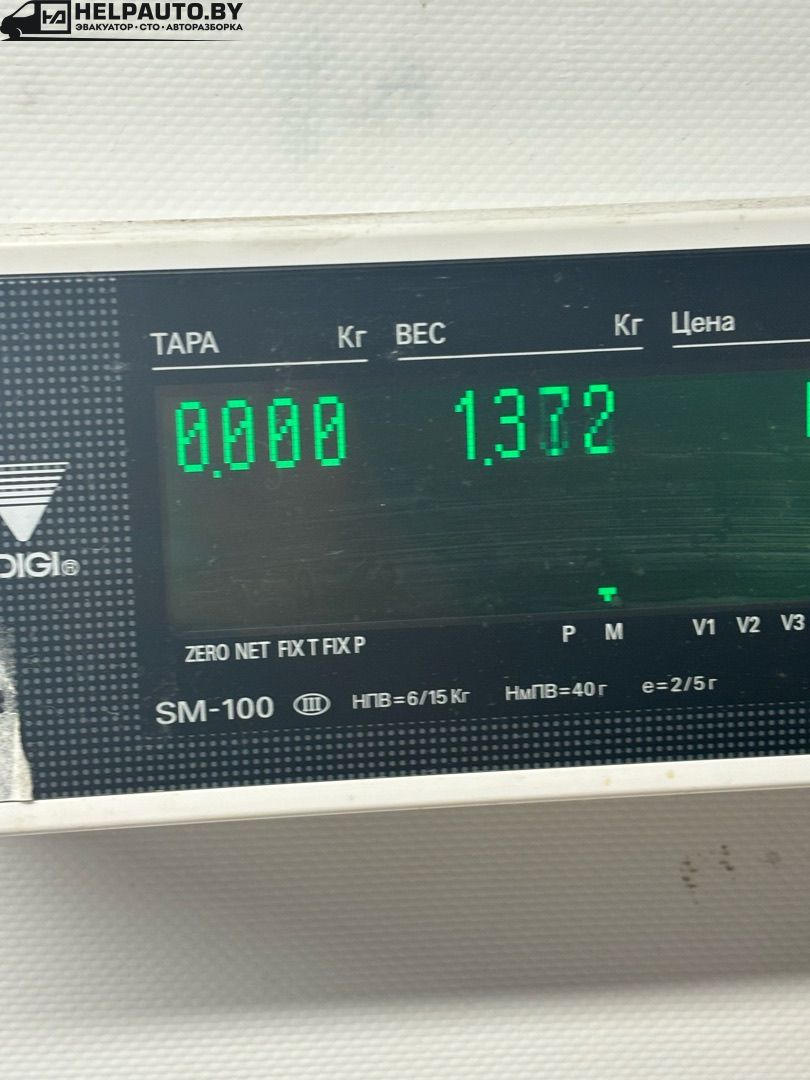 HELPAUTO.BY
ЭВАКУАТОР • СТО • АВТОРАЗБОРКА
ТАРА Кг ВЕС Кг Цена
0.000 1.372
DIGI®
P M V1 V2 V3
ZERO NET FIX T FIX P
SM-100 III НПВ=6/15 Кг НмПВ=40 г e=2/5 г